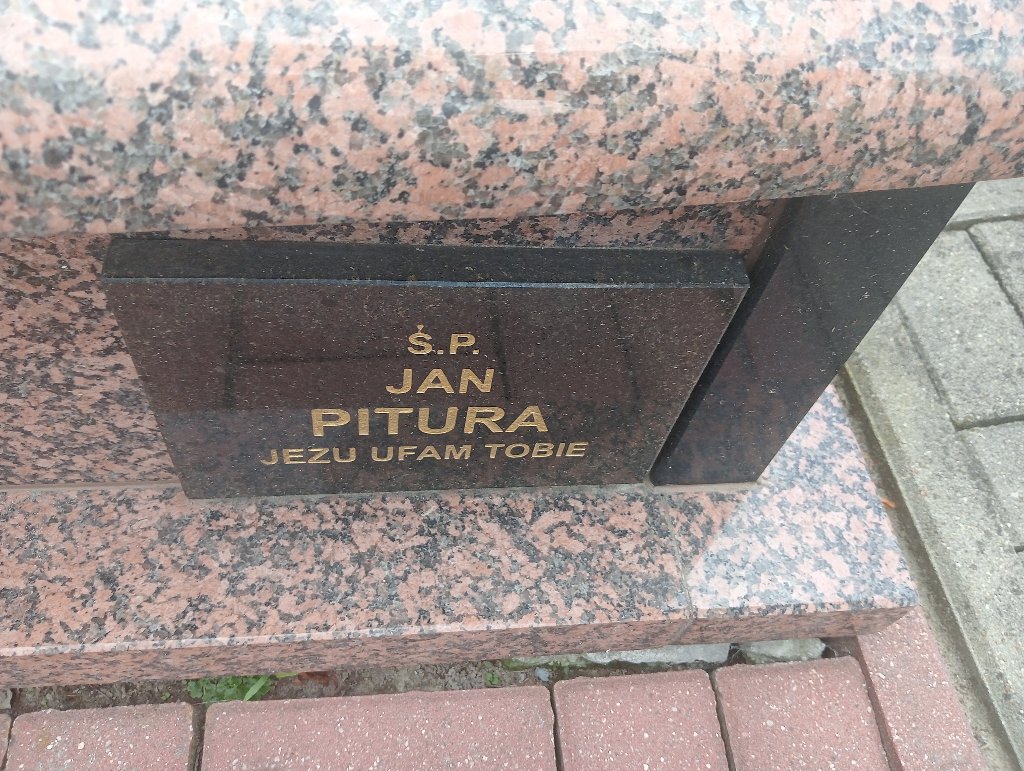 Ś.P.
JAN
PITURA
JEZU UFAM TOBIE